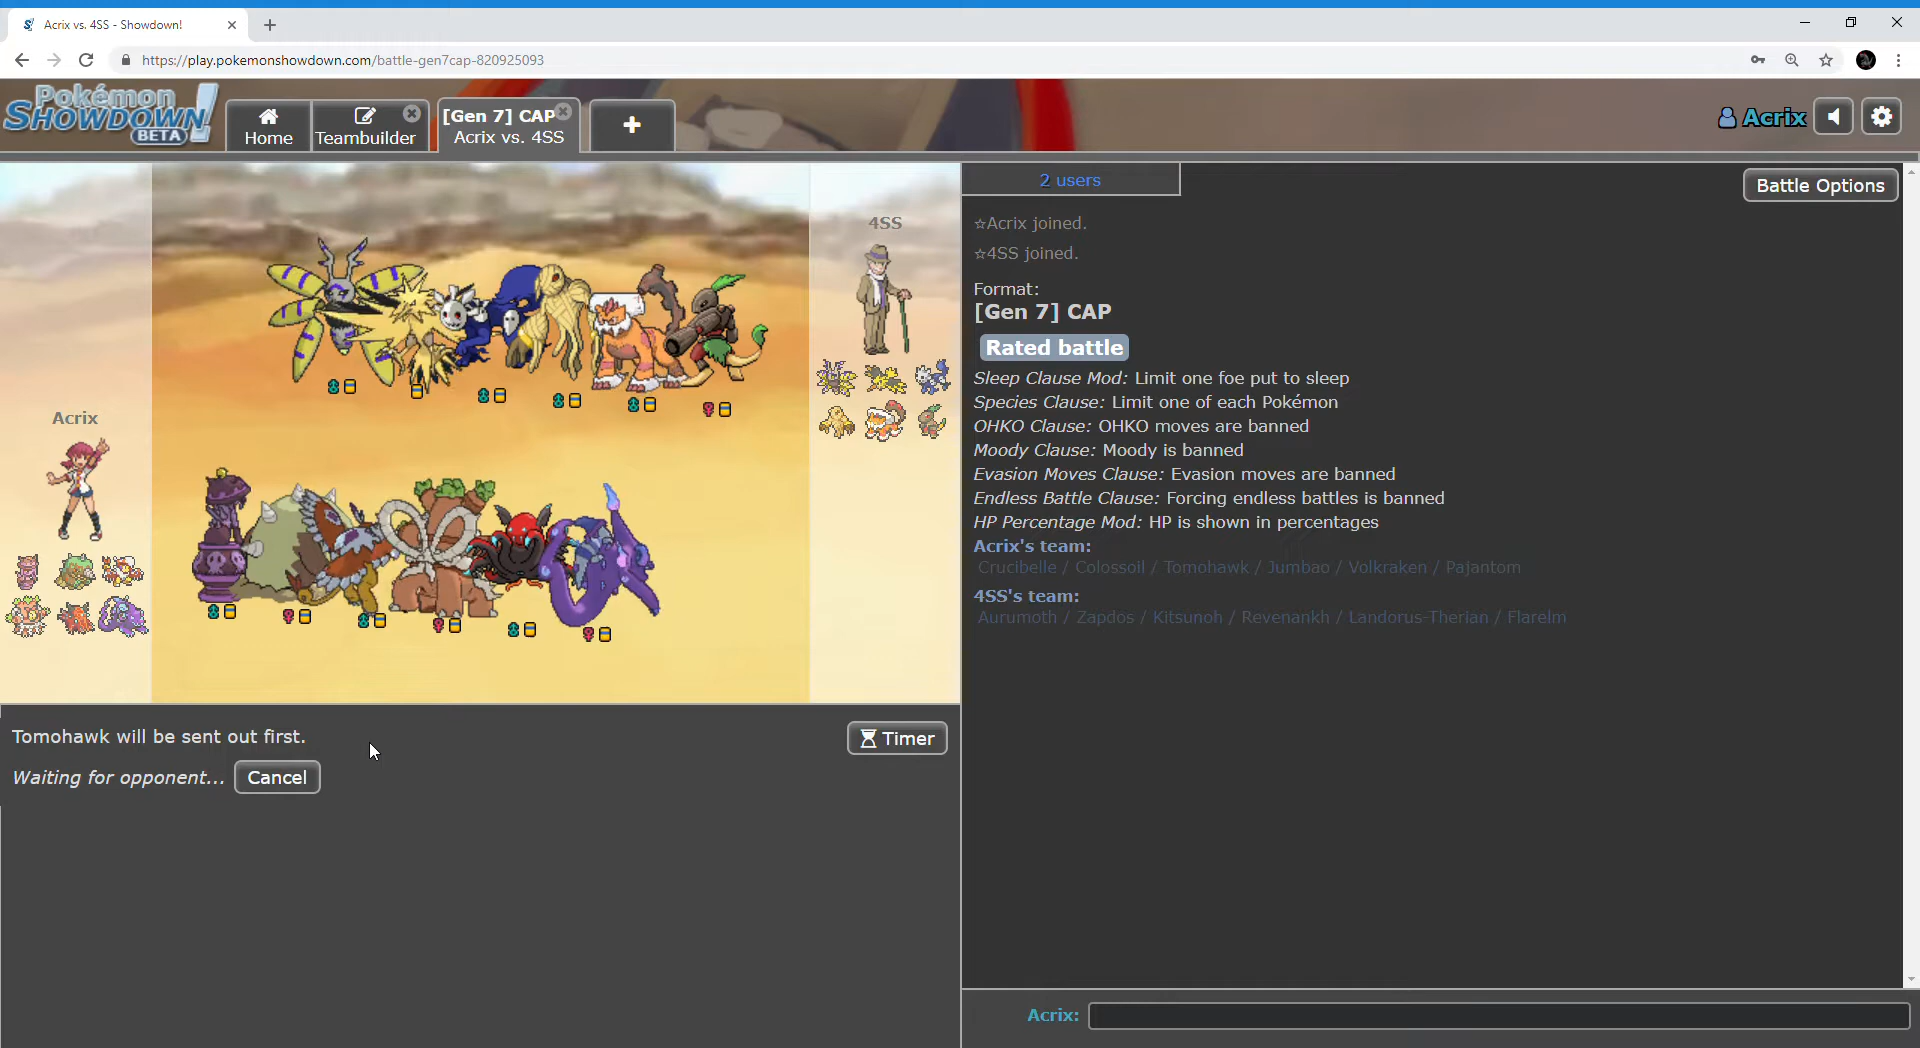 Acrix vs. 4SS - Showdown!
https://play.pokemonshowdown.com/battle-gen7cap-820925093
Pokémon
SHOWDOWN!
BETA
Home
Teambuilder
[Gen 7] CAP
Acrix vs. 4SS
Acrix
2 users
Battle Options
☆Acrix joined.
☆4SS joined.
Format:
[Gen 7] CAP
Rated battle
Sleep Clause Mod: Limit one foe put to sleep
Species Clause: Limit one of each Pokémon
OHKO Clause: OHKO moves are banned
Moody Clause: Moody is banned
Evasion Moves Clause: Evasion moves are banned
Endless Battle Clause: Forcing endless battles is banned
HP Percentage Mod: HP is shown in percentages
Acrix's team:
Crucibelle / Colossoil / Tomohawk / Jumbao / Volkraken / Pajantom
4SS's team:
Aurumoth / Zapdos / Kitsunoh / Revenankh / Landorus-Therian / Flarelm
4SS
Acrix
Tomohawk will be sent out first.
Timer
Waiting for opponent...
Cancel
Acrix: